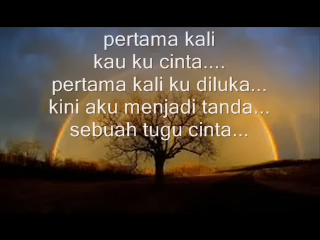 pertama kali
kau ku cinta....
pertama kali ku diluka...
kini aku menjadi tanda...
sebuah tugu cinta...